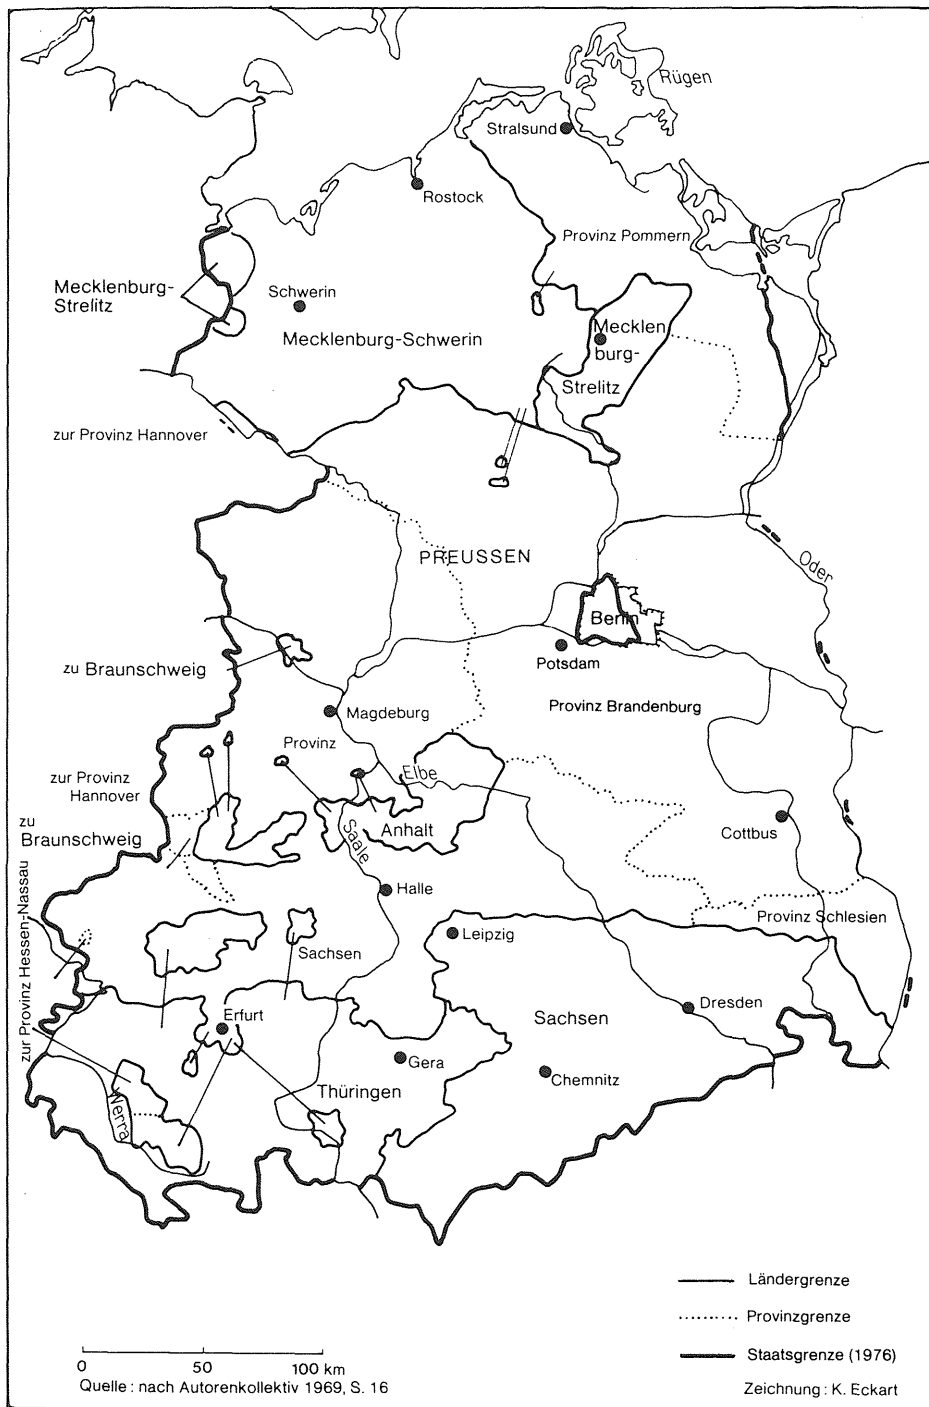 Rügen
Stralsund
Rostock
Provinz Pommern
Mecklenburg-
Strelitz
Schwerin
Mecklenburg-Schwerin
Mecklen
burg-
Strelitz
zur Provinz Hannover
PREUSSEN
Oder
Berlin
zu Braunschweig
Potsdam
Provinz Brandenburg
Magdeburg
Provinz
zur Provinz
Hannover
Elbe
zu
Braunschweig
Anhalt
Saale
Cottbus
Halle
zur Provinz Hessen-Nassau
Provinz Schlesien
Leipzig
Sachsen
Dresden
Erfurt
Sachsen
Gera
Chemnitz
Thüringen
Werra
Ländergrenze
Provinzgrenze
Staatsgrenze (1976)
0 50 100 km
Quelle: nach Autorenkollektiv 1969, S. 16
Zeichnung: K. Eckart